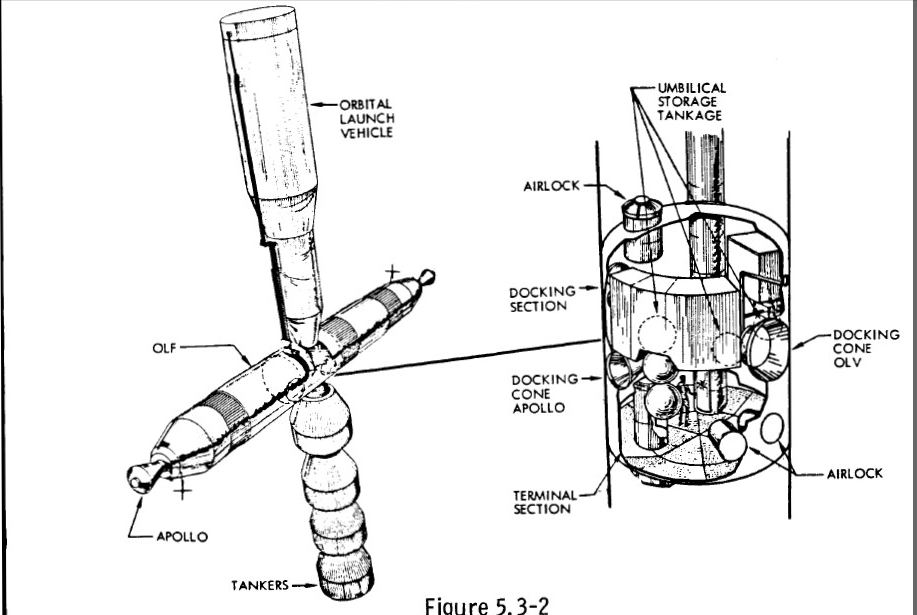 ORBITAL
LAUNCH
VEHICLE
OLF
APOLLO
TANKERS
UMBILICAL
STORAGE
TANKAGE
AIRLOCK
DOCKING
SECTION
DOCKING
CONE
OLV
DOCKING
CONE
APOLLO
AIRLOCK
TERMINAL
SECTION
Figure 5.3-2